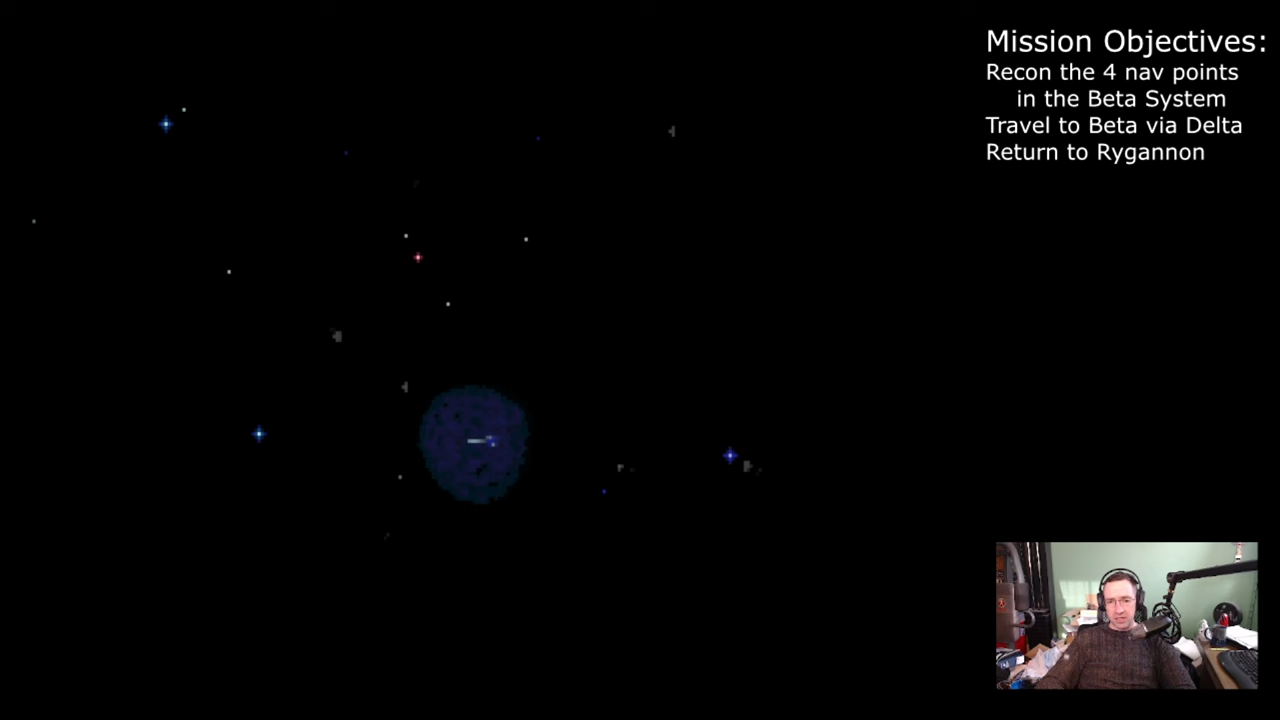 Mission Objectives:
Recon the 4 nav points
in the Beta System
Travel to Beta via Delta
Return to Rygannon